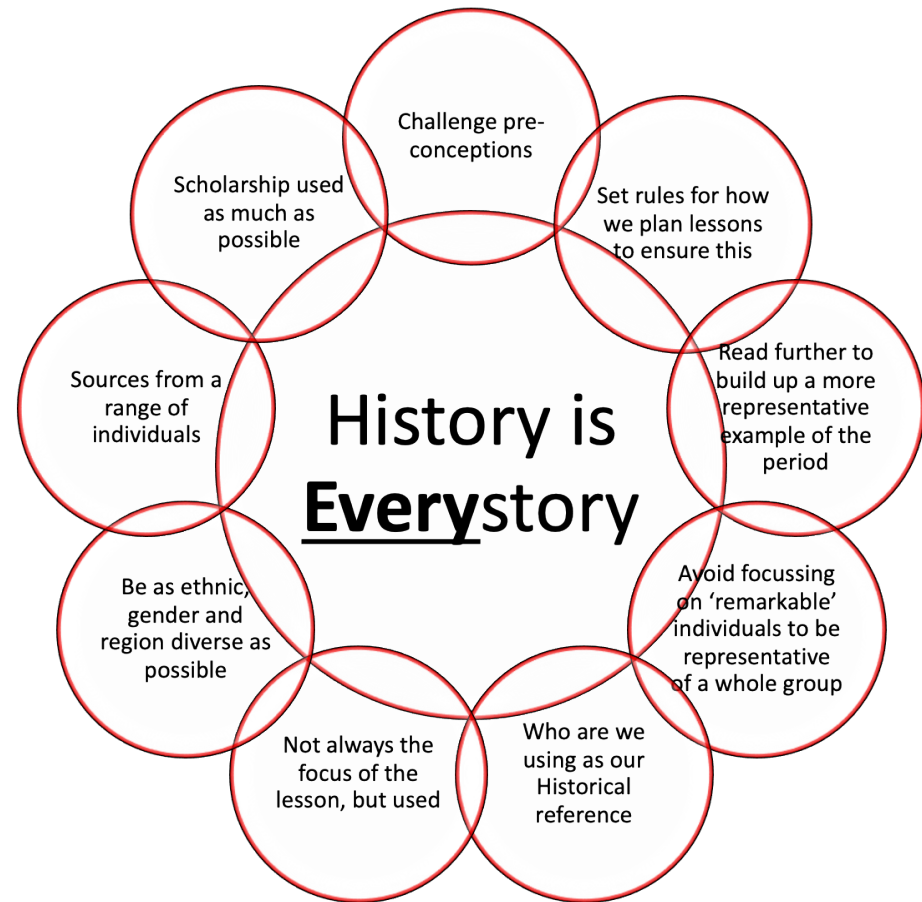 Challenge pre-
conceptions
Set rules for how
we plan lessons
to ensure this
Read further to
build up a more
representative
example of the
period
Avoid focussing
on ‘remarkable’
individuals to be
representative
of a whole group
Who are we
using as our
Historical
reference
Not always the
focus of the
lesson, but used
Be as ethnic,
gender and
region diverse as
possible
Sources from a
range of
individuals
Scholarship used
as much as
possible
History is
Everystory